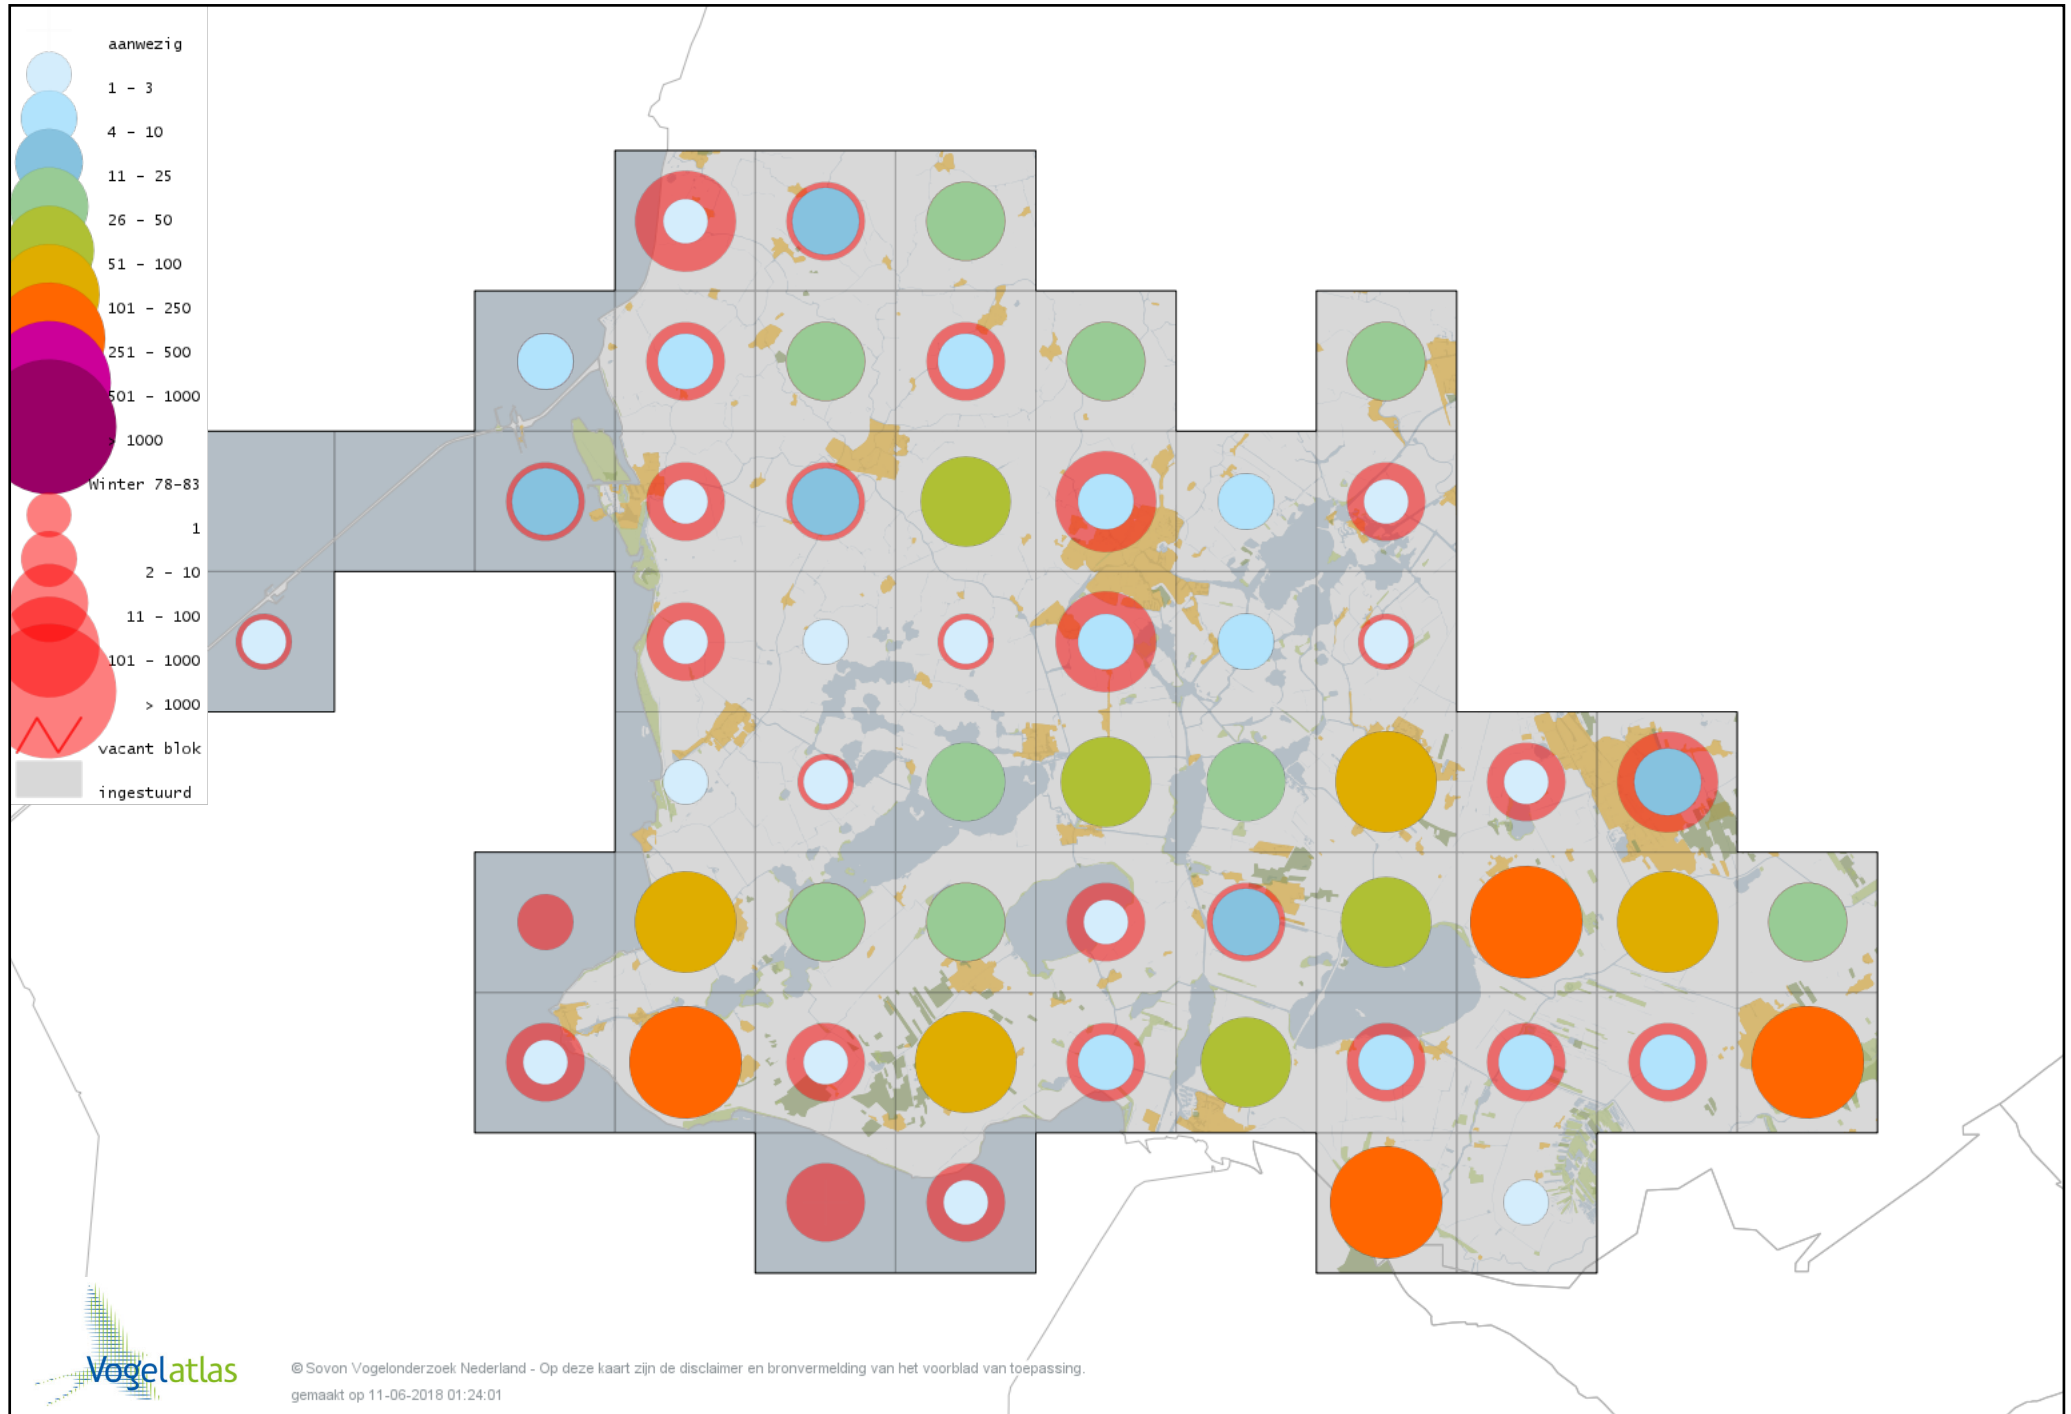 aanwezig
1 - 3
4 - 10
11 - 25
26 - 50
51 - 100
101 - 250
251 - 500
501 - 1000
> 1000
Winter 78-83
1
2 - 10
11 - 100
101 - 1000
> 1000
vacant blok
ingestuurd
Vogelatlas
© Sovon Vogelonderzoek Nederland - Op deze kaart zijn de disclaimer en bronvermelding van het voorblad van toepassing.
gemaakt op 11-06-2018 01:24:01